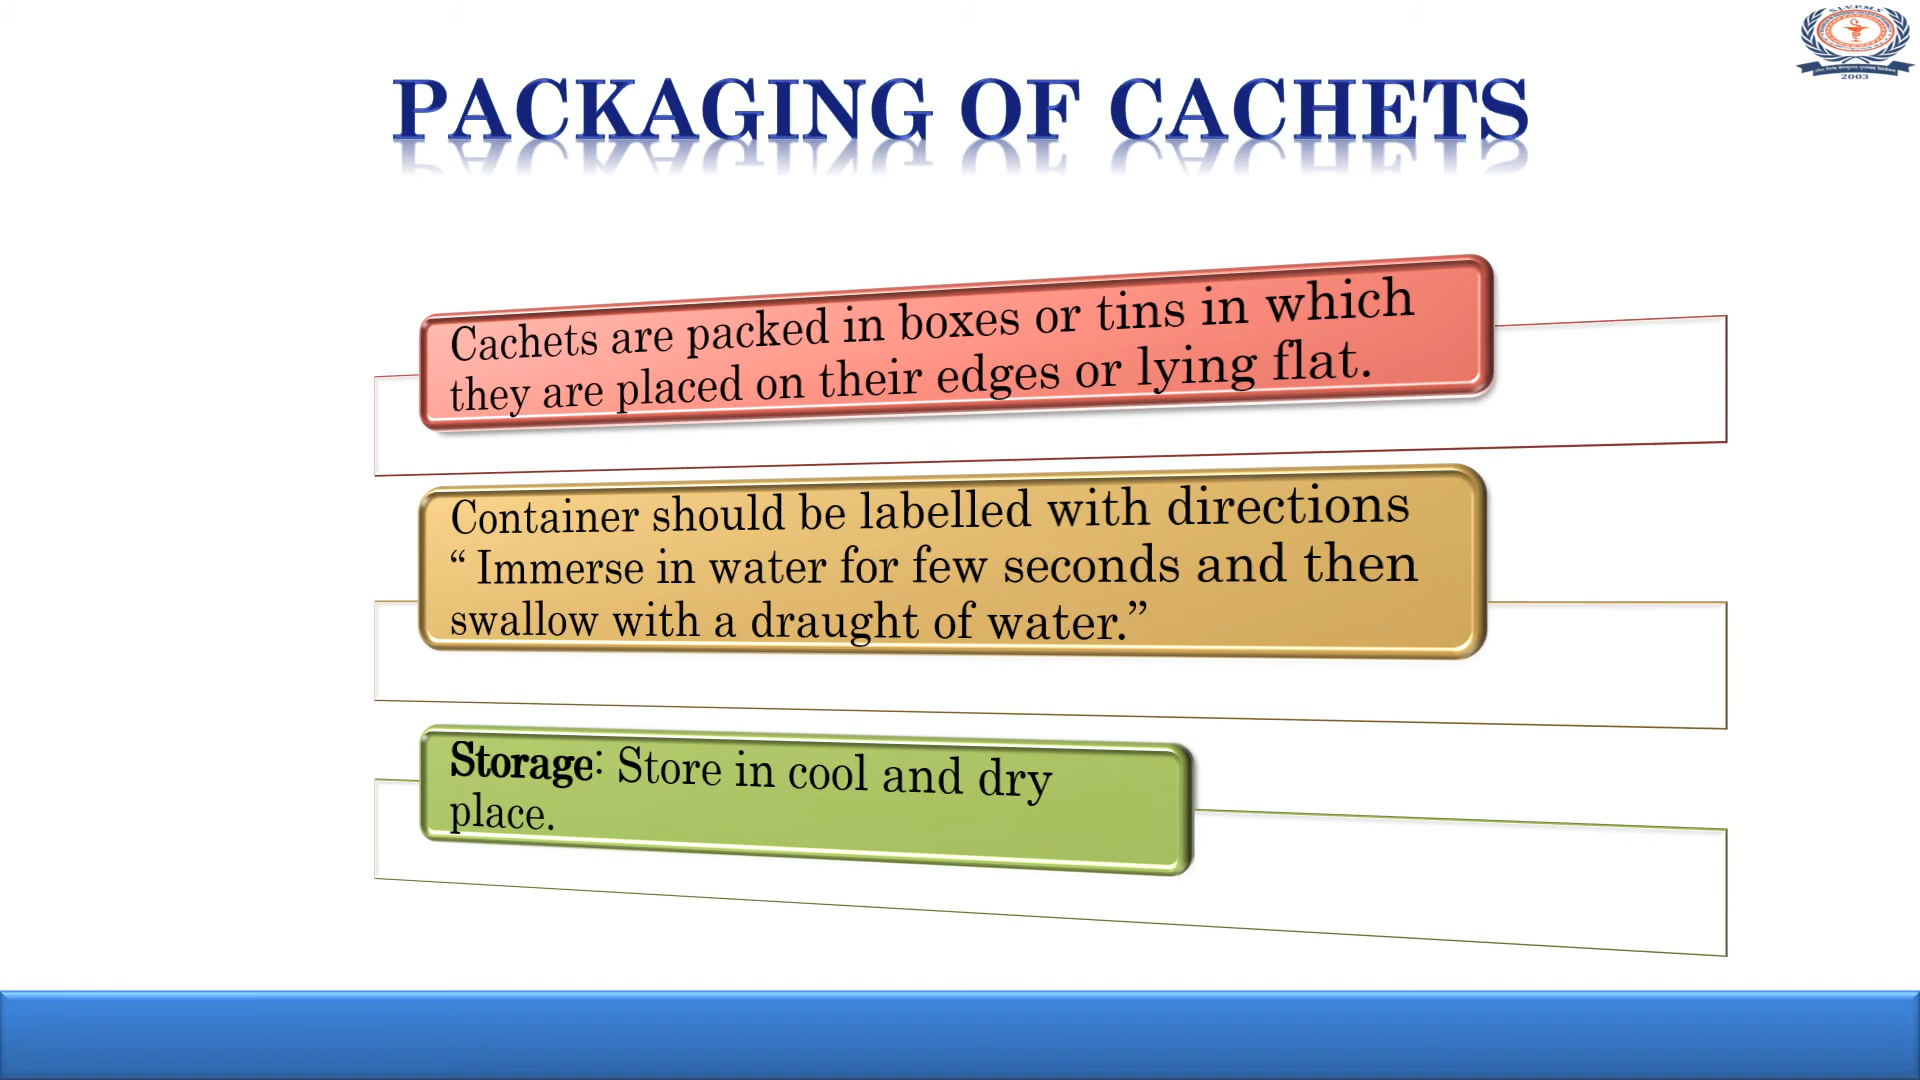 S.I.V.P.M.S
2003
PACKAGING OF CACHETS
Cachets are packed in boxes or tins in which
they are placed on their edges or lying flat.
Container should be labelled with directions
“ Immerse in water for few seconds and then
swallow with a draught of water.”
Storage: Store in cool and dry
place.